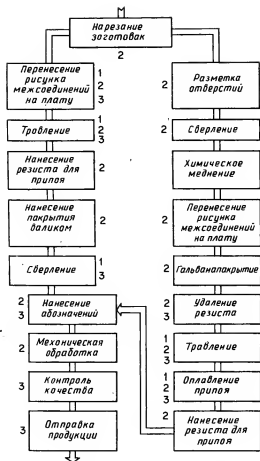 Нарезание
заготовак
2
Перенесение
рисунка
межсоединений
на плату
1
2
3
Травление
1
2
3
Нанесение
резиста для
припоя
2
Нанесение
пакрытия
валиком
2
Сверление
1
3
Нанесение
обозначений
2
3
Механическая
обработка
2
Контроль
качества
3
Отправка
продукции
3
2
Разметка
отверстий
2
Сверление
Химическое
меднение
2
Перенесение
рисунка
межсоединений
на плату
2
Гальванапакрытие
2
3
Удаление
резиста
1
2
3
Травление
1
2
3
Оплавление
припоя
2
Нанесение
резиста для
припоя